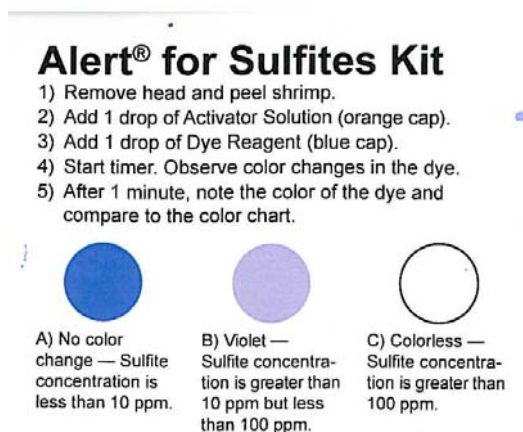 Alert® for Sulfites Kit
1) Remove head and peel shrimp.
2) Add 1 drop of Activator Solution (orange cap).
3) Add 1 drop of Dye Reagent (blue cap).
4) Start timer. Observe color changes in the dye.
5) After 1 minute, note the color of the dye and
compare to the color chart.
A) No color
change — Sulfite
concentration is
less than 10 ppm.
B) Violet —
Sulfite concentra-
tion is greater than
10 ppm but less
than 100 ppm.
C) Colorless —
Sulfite concentra-
tion is greater than
100 ppm.